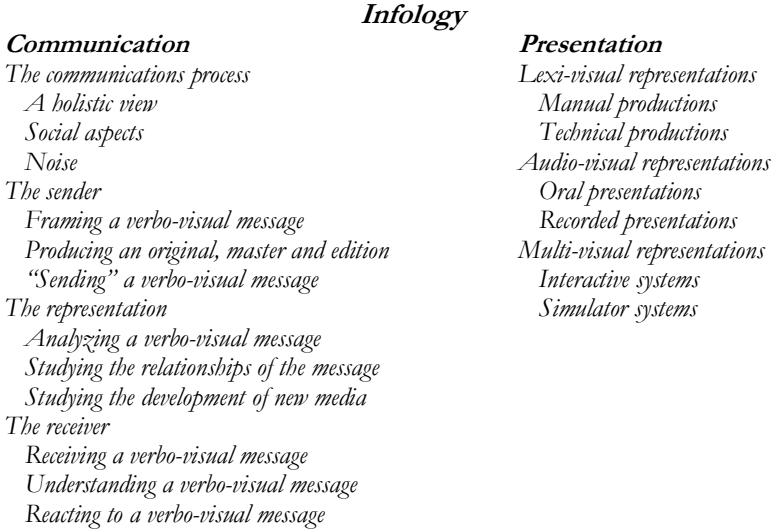 Infology
Communication
The communications process
A holistic view
Social aspects
Noise
The sender
Framing a verbo-visual message
Producing an original, master and edition
“Sending” a verbo-visual message
The representation
Analyzing a verbo-visual message
Studying the relationships of the message
Studying the development of new media
The receiver
Receiving a verbo-visual message
Understanding a verbo-visual message
Reacting to a verbo-visual message
Presentation
Lexi-visual representations
Manual productions
Technical productions
Audio-visual representations
Oral presentations
Recorded presentations
Multi-visual representations
Interactive systems
Simulator systems